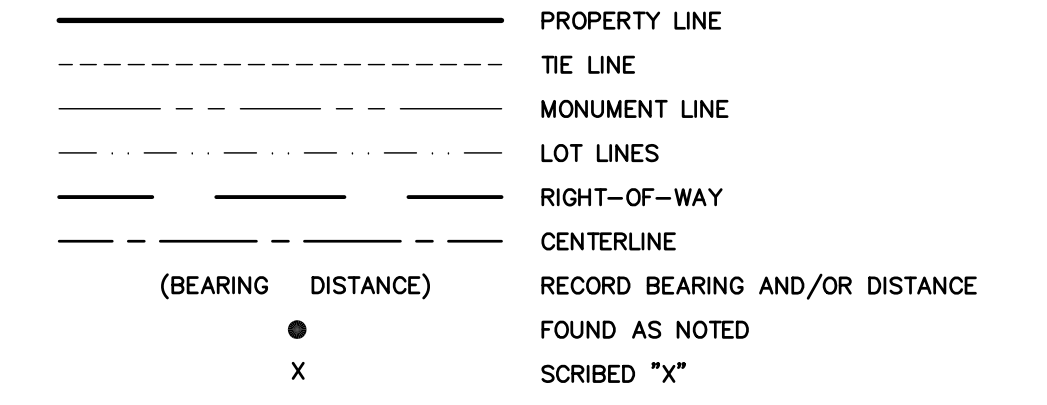 PROPERTY LINE
TIE LINE
MONUMENT LINE
LOT LINES
RIGHT-OF-WAY
CENTERLINE
(BEARING DISTANCE) RECORD BEARING AND/OR DISTANCE
FOUND AS NOTED
X SCRIBED "X"